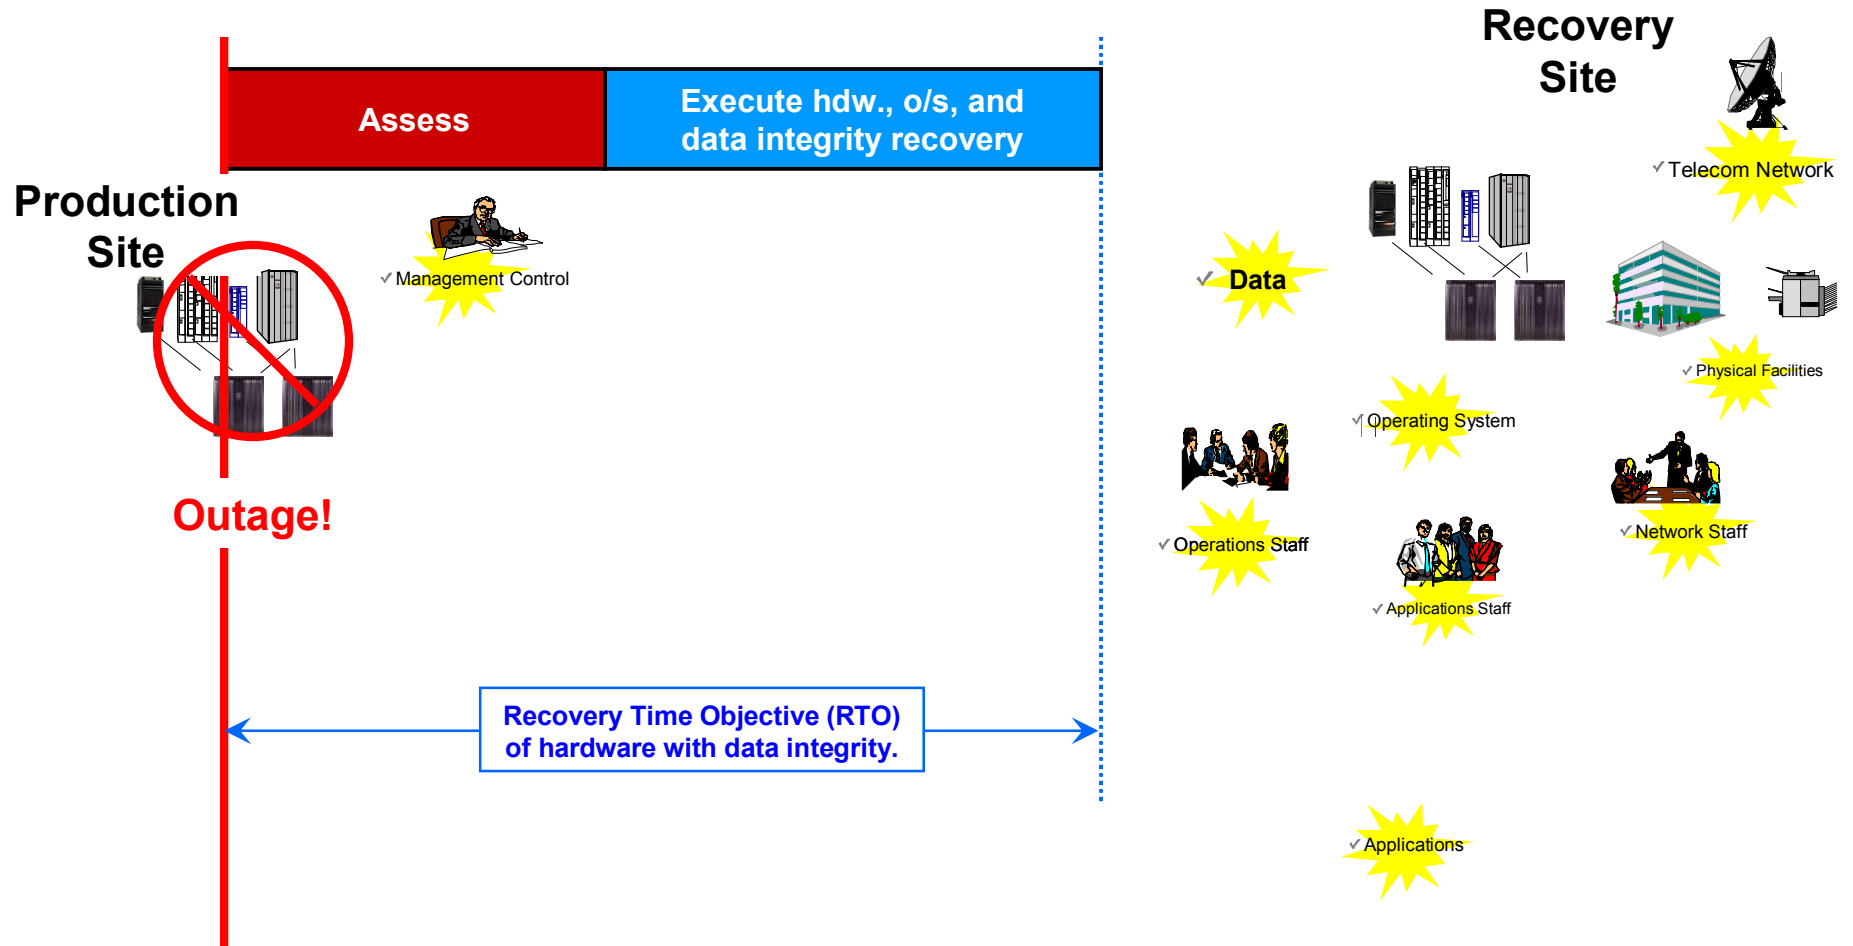 Recovery
Site
Assess
Execute hdw., o/s, and
data integrity recovery
✓ Telecom Network
Production
Site
✓ Management Control
✓ Data
✓ Physical Facilities
✓ Operating System
Outage!
✓ Operations Staff
✓ Network Staff
✓ Applications Staff
Recovery Time Objective (RTO)
of hardware with data integrity.
✓ Applications